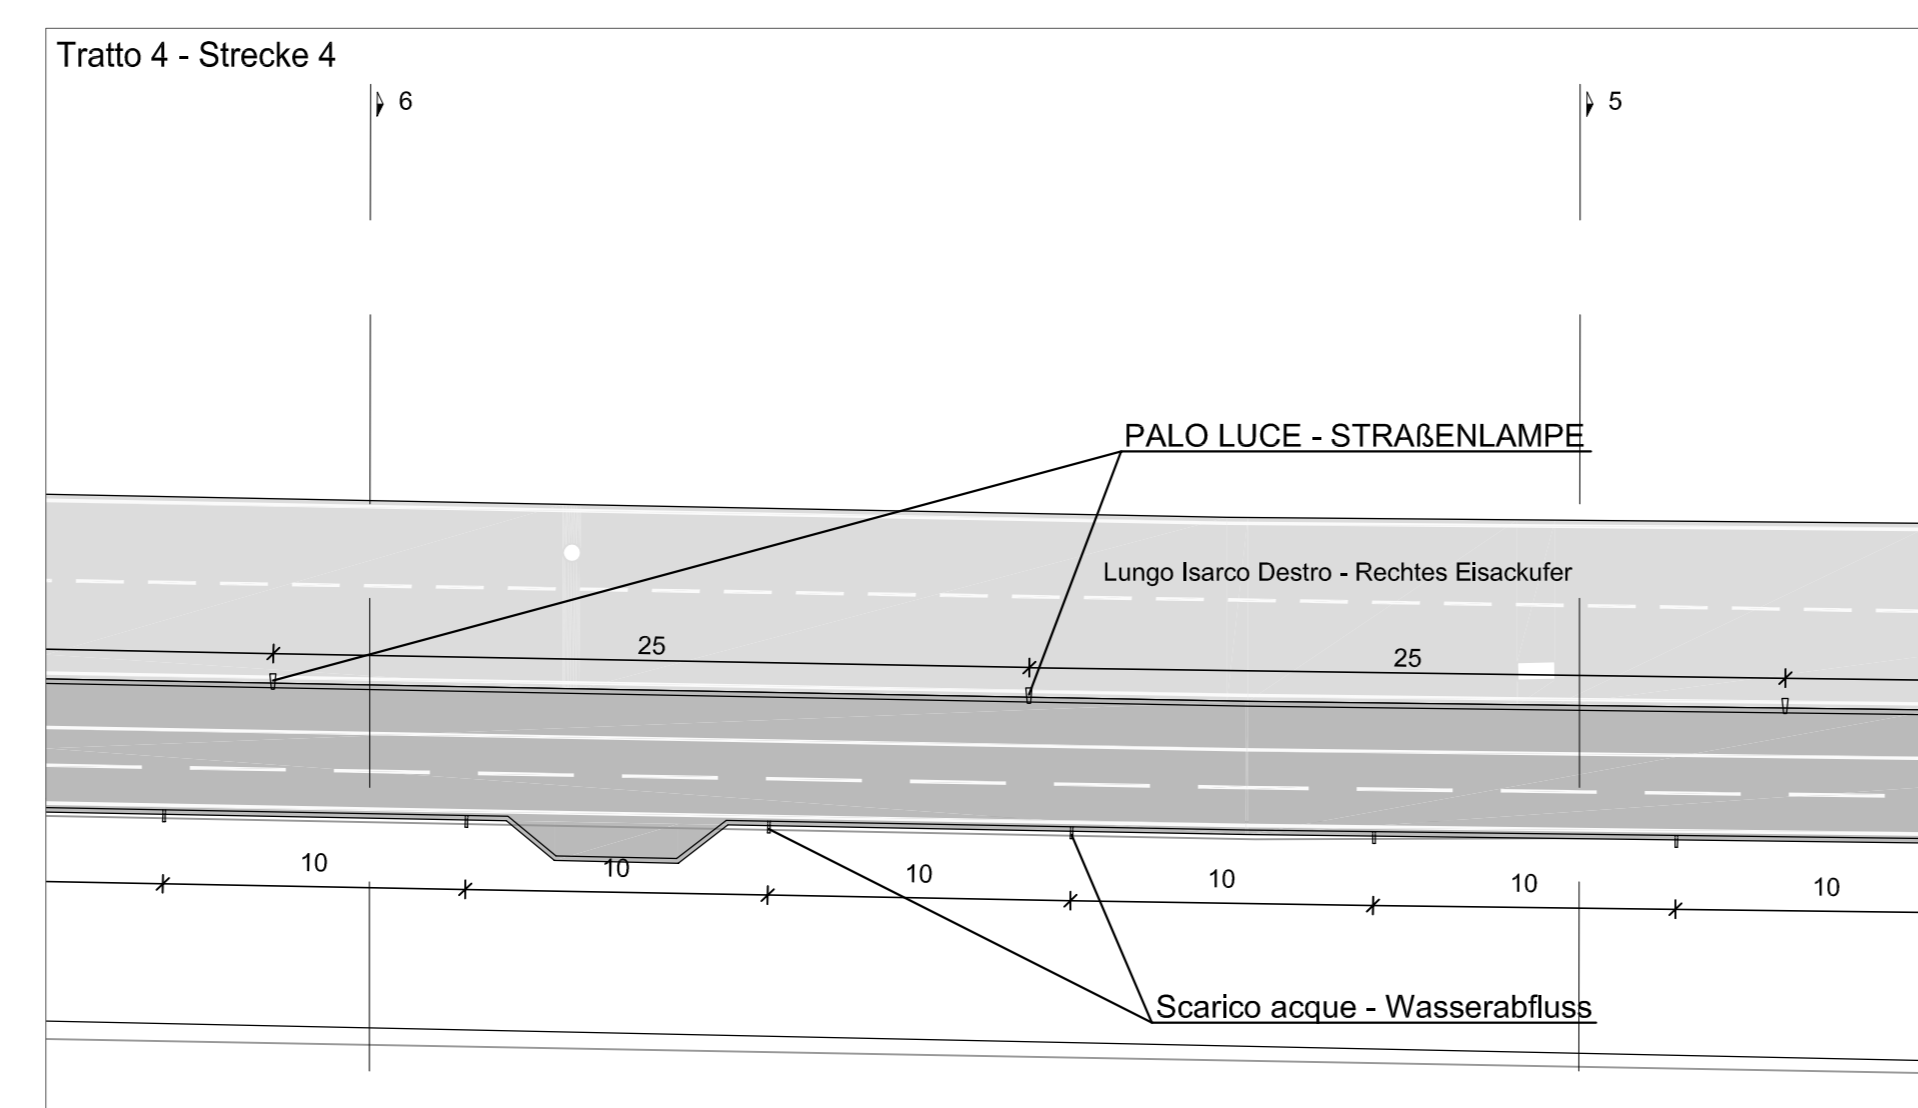 Tratto 4 - Strecke 4
6
5
PALO LUCE - STRAßENLAMPE
Lungo Isarco Destro - Rechtes Eisackufer
25
25
10
10
10
10
10
10
Scarico acque - Wasserabfluss